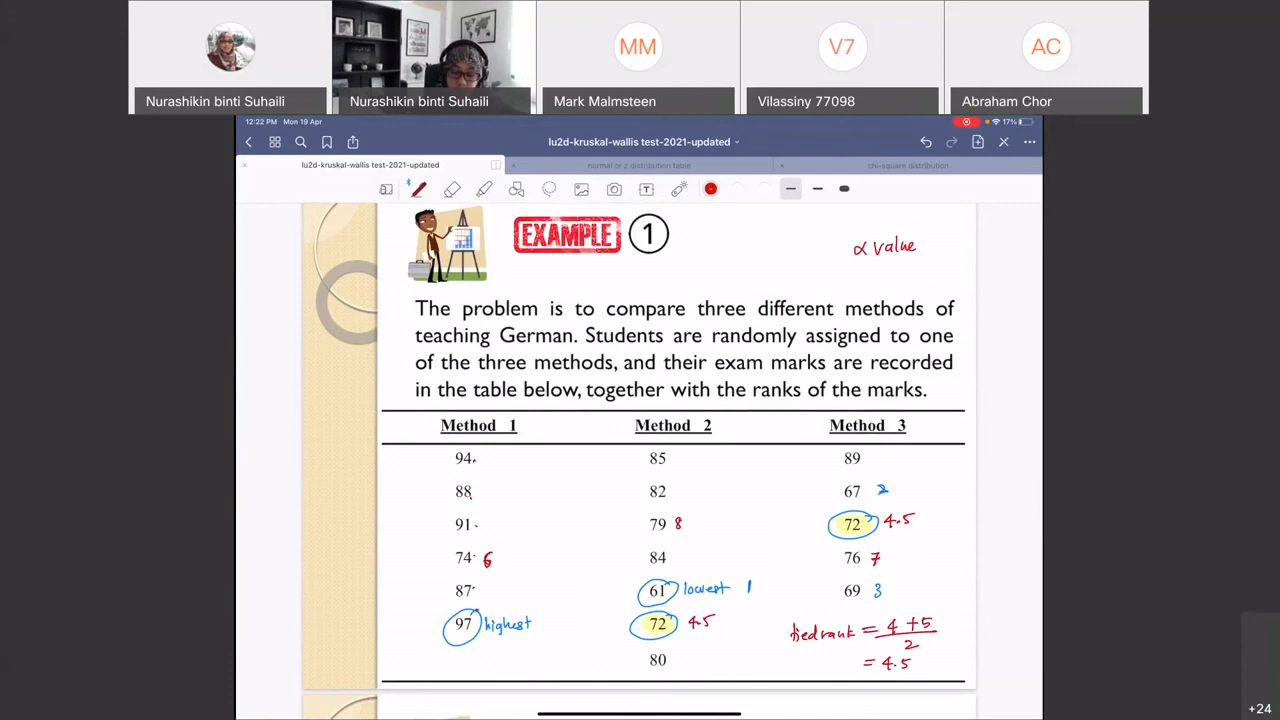 MM
V7
AC
Nurashikin binti Suhaili
Nurashikin binti Suhaili
Mark Malmsteen
Vilassiny 77098
Abraham Chor
12:22 PM Mon 19 Apr
17%
lu2d-kruskal-wallis test-2021-updated
lu2d-kruskal-wallis test-2021-updated
normal or z distribution table
chi-square distribution
EXAMPLE 1
α value
The problem is to compare three different methods of
teaching German. Students are randomly assigned to one
of the three methods, and their exam marks are recorded
in the table below, together with the ranks of the marks.
Method 1 Method 2 Method 3
94 85 89
88 82 67 2
91 79 8 72 4.5
74 6 84 76 7
87 61 lowest 1 69 3
97 highest 72 4.5 tied rank = 4+5
2
= 4.5
80
+24